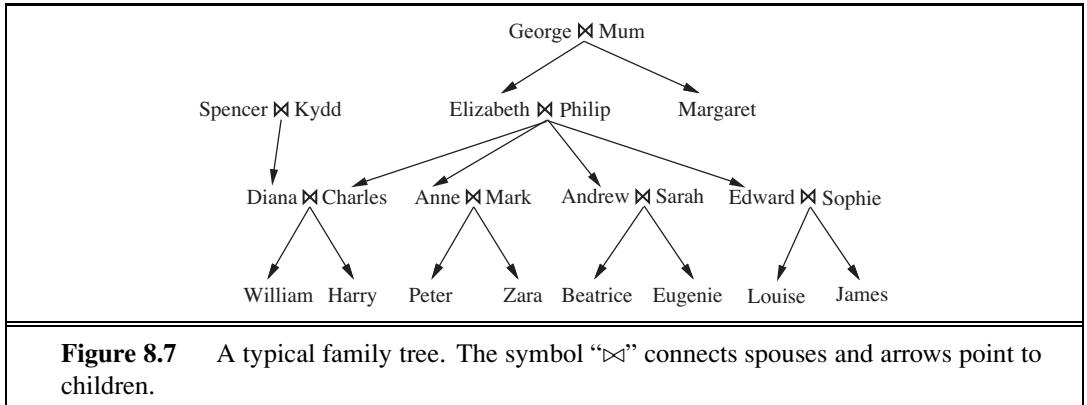 George ⋈ Mum
Spencer ⋈ Kydd Elizabeth ⋈ Philip Margaret
Diana ⋈ Charles Anne ⋈ Mark Andrew ⋈ Sarah Edward ⋈ Sophie
William Harry Peter Zara Beatrice Eugenie Louise James
Figure 8.7 A typical family tree. The symbol “⋈” connects spouses and arrows point to
children.